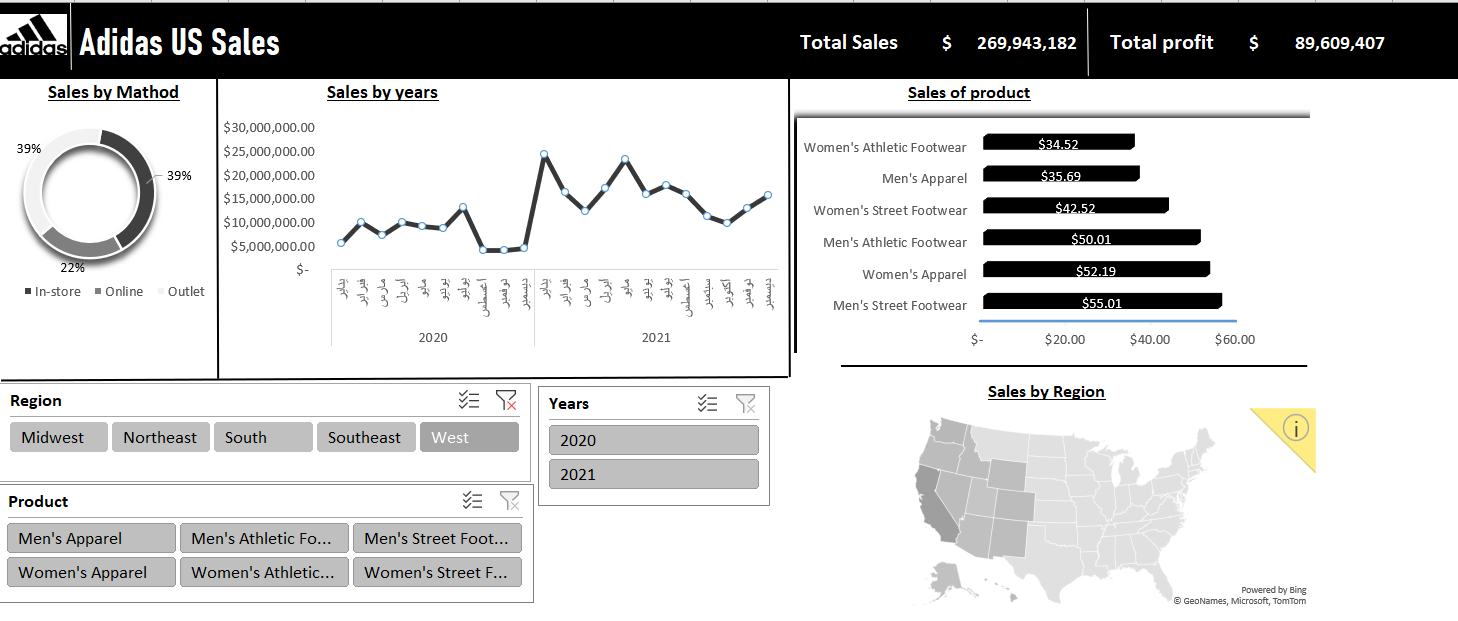 adidas
Adidas US Sales
Total Sales $ 269,943,182
Total profit $ 89,609,407
Sales by Mathod
39%
39%
22%
In-store Online Outlet
Sales by years
$30,000,000.00
$25,000,000.00
$20,000,000.00
$15,000,000.00
$10,000,000.00
$5,000,000.00
$-
يناير فبراير مارس ابريل مايو يونيو يوليو أغسطس نوفمبر ديسمبر
يناير فبراير مارس ابريل مايو يونيو يوليو أغسطس سبتمبر اكتوبر نوفمبر ديسمبر
2020 2021
Sales of product
Women's Athletic Footwear $34.52
Men's Apparel $35.69
Women's Street Footwear $42.52
Men's Athletic Footwear $50.01
Women's Apparel $52.19
Men's Street Footwear $55.01
$- $20.00 $40.00 $60.00
Region
Midwest Northeast South Southeast West
Years
2020
2021
Product
Men's Apparel Men's Athletic Fo... Men's Street Foot...
Women's Apparel Women's Athletic... Women's Street F...
Sales by Region
i
Powered by Bing
© GeoNames, Microsoft, TomTom